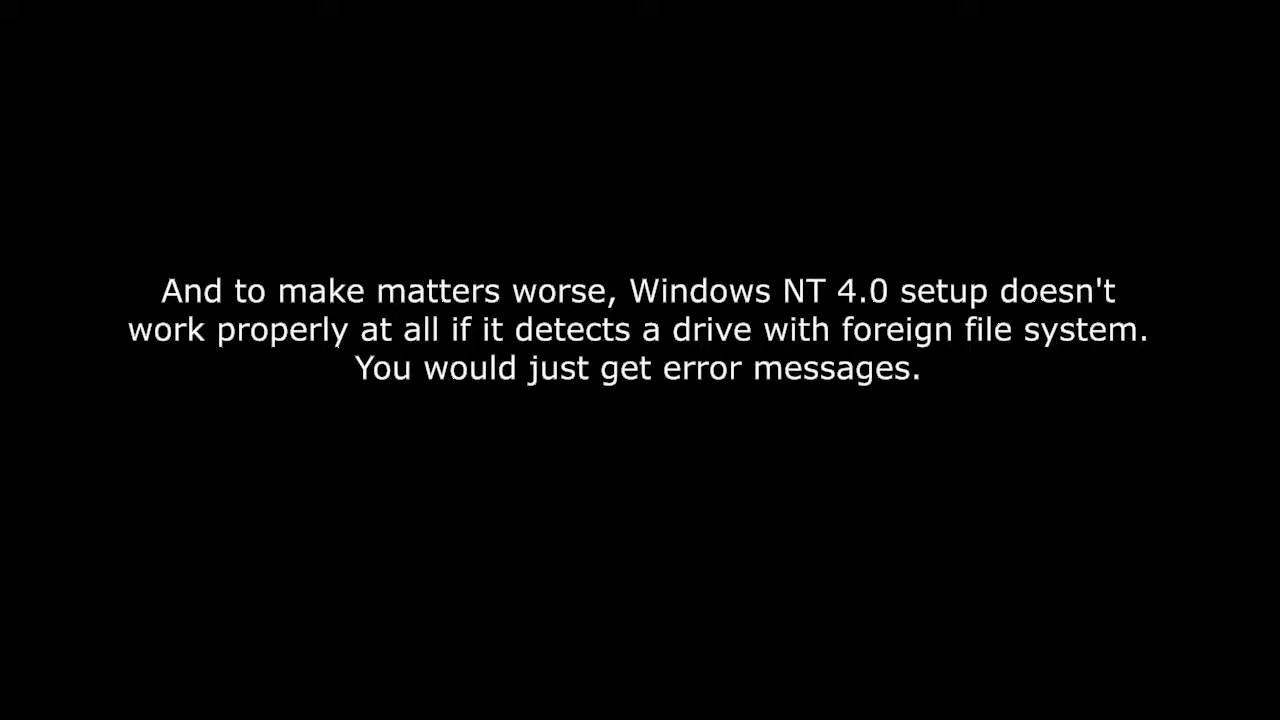 And to make matters worse, Windows NT 4.0 setup doesn't
work properly at all if it detects a drive with foreign file system.
You would just get error messages.